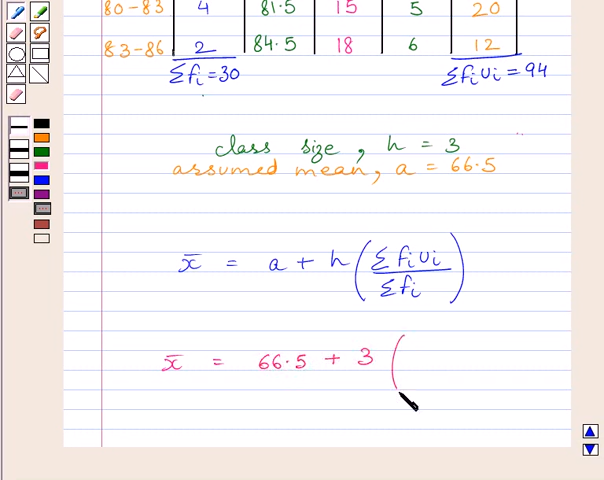 80-83 4 81.5 15 5 20
83-86 2 84.5 18 6 12
Σfi = 30 Σfiui = 94
class size, h = 3
assumed mean, a = 66.5
x̄ = a + h (Σfiui / Σfi)
x̄ = 66.5 + 3 (